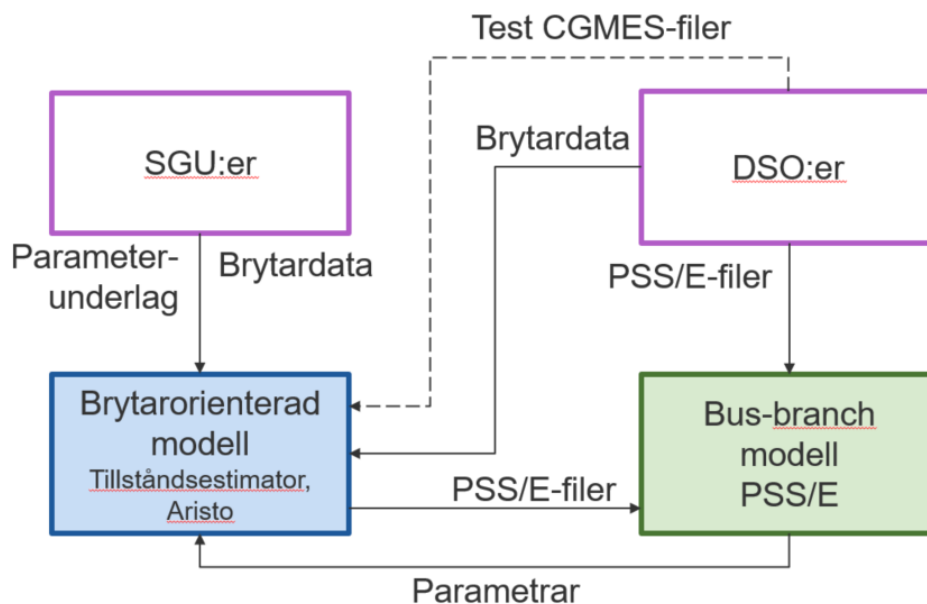 Test CGMES-filer
SGU:er
Brytardata
DSO:er
Parameter-
underlag
Brytardata
PSS/E-filer
Brytarorienterad
modell
Tillståndsestimator,
Aristo
PSS/E-filer
Bus-branch
modell
PSS/E
Parametrar